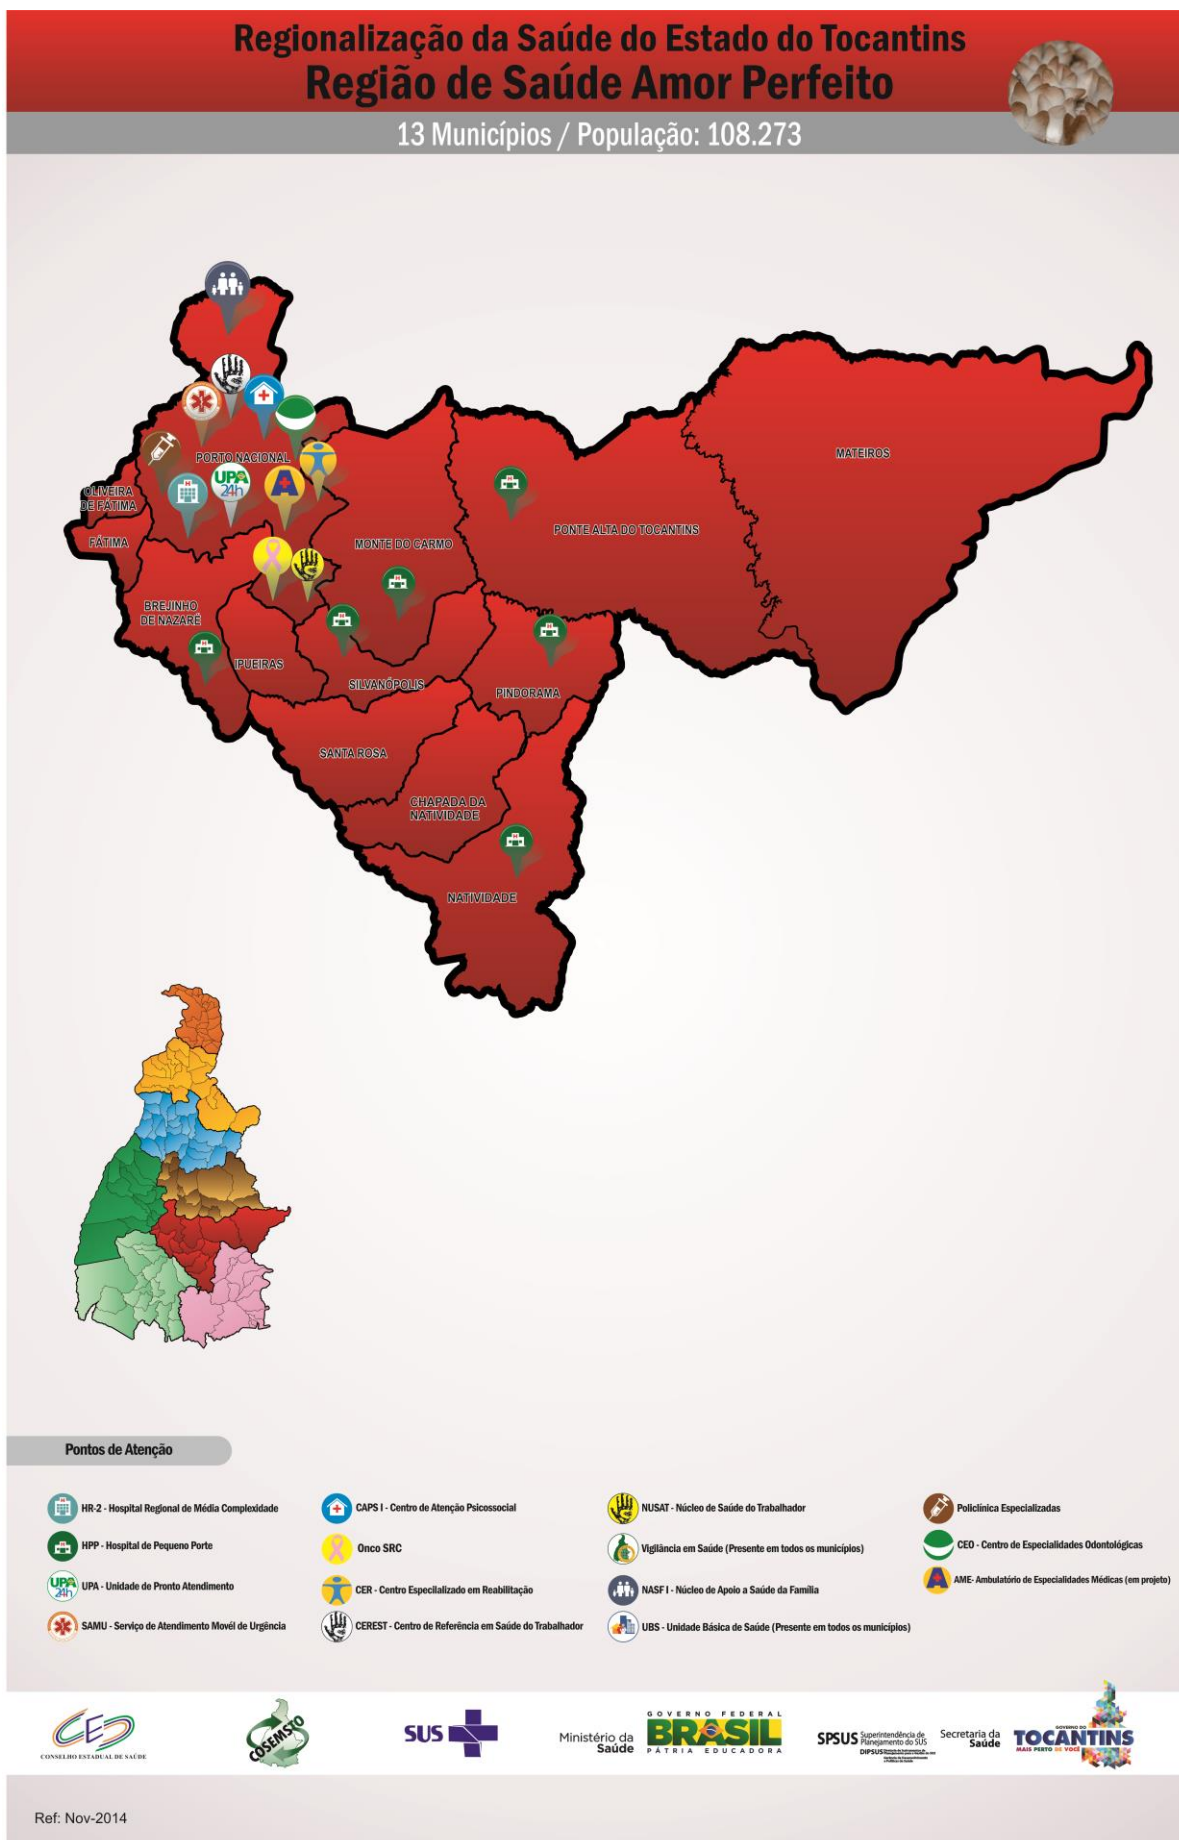 Regionalização da Saúde do Estado do Tocantins
Região de Saúde Amor Perfeito
13 Municípios / População: 108.273
PORTO NACIONAL
UPA
24h
A
OLIVEIRA
DE FÁTIMA
FÁTIMA
MATEIROS
PONTE ALTA DO TOCANTINS
MONTE DO CARMO
BREJINHO
DE NAZARÉ
IPUEIRAS
SILVANÓPOLIS
PINDORAMA
SANTA ROSA
CHAPADA DA
NATIVIDADE
NATIVIDADE
Pontos de Atenção
HR-2 - Hospital Regional de Média Complexidade
HPP - Hospital de Pequeno Porte
UPA
24h
UPA - Unidade de Pronto Atendimento
SAMU - Serviço de Atendimento Movél de Urgência
CAPS I - Centro de Atenção Psicossocial
Onco SRC
CER - Centro Especilalizado em Reabilitação
CEREST - Centro de Referência em Saúde do Trabalhador
NUSAT - Núcleo de Saúde do Trabalhador
Vigilância em Saúde (Presente em todos os municípios)
NASF I - Núcleo de Apoio a Saúde da Família
UBS - Unidade Básica de Saúde (Presente em todos os municípios)
Policlínica Especializadas
CEO - Centro de Especialidades Odontológicas
A
AME- Ambulatório de Especialidades Médicas (em projeto)
CES
CONSELHO ESTADUAL DE SAÚDE
COSEMSTO
SUS
Ministério da
Saúde
GOVERNO FEDERAL
BRASIL
PÁTRIA EDUCADORA
SPSUS
Superintendência de
Planejamento do SUS
DIPSUS
Secretaria da
Saúde
GOVERNO DO
TOCANTINS
MAIS PERTO DE VOCÊ
Ref: Nov-2014